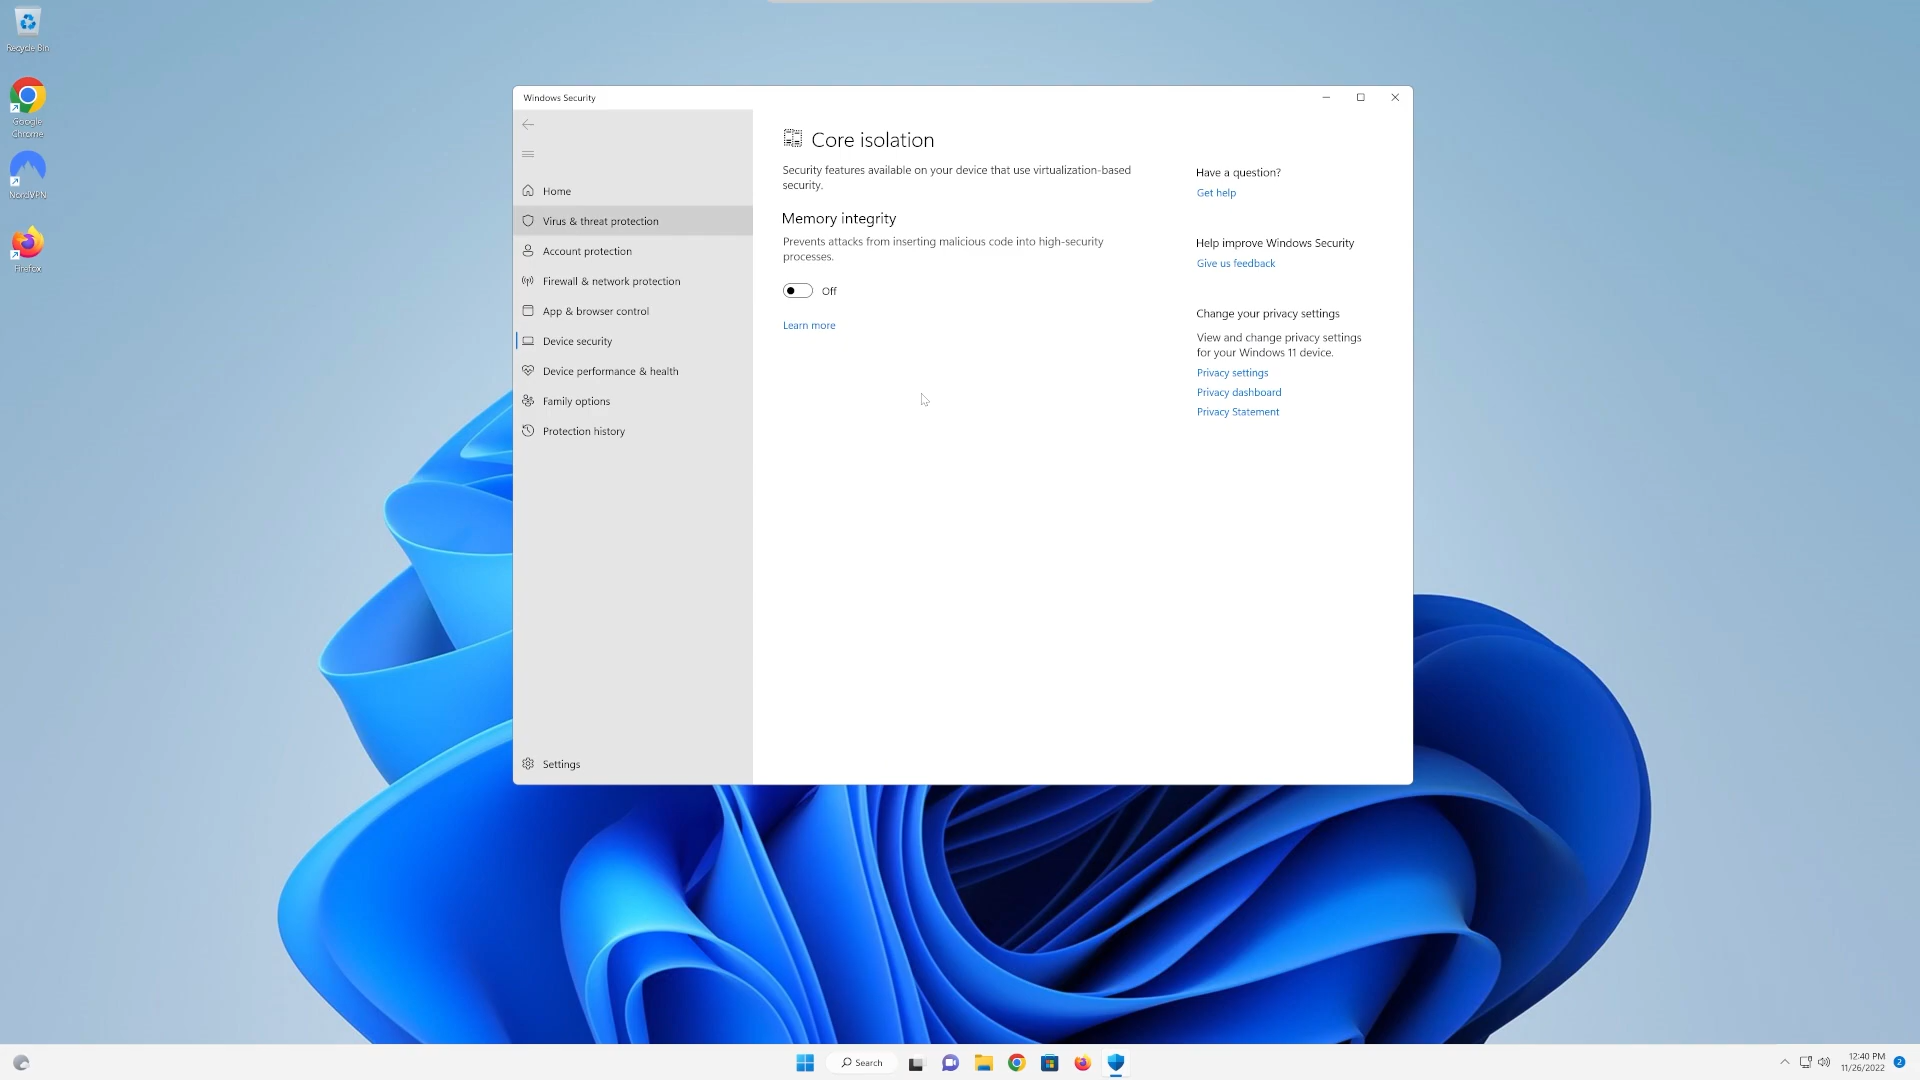 Recycle Bin
Google
Chrome
NordVPN
Firefox
Windows Security
Home
Virus & threat protection
Account protection
Firewall & network protection
App & browser control
Device security
Device performance & health
Family options
Protection history
Settings
Core isolation
Security features available on your device that use virtualization-based
security.
Memory integrity
Prevents attacks from inserting malicious code into high-security
processes.
Off
Learn more
Have a question?
Get help
Help improve Windows Security
Give us feedback
Change your privacy settings
View and change privacy settings
for your Windows 11 device.
Privacy settings
Privacy dashboard
Privacy Statement
Search
12:40 PM
11/26/2022
2